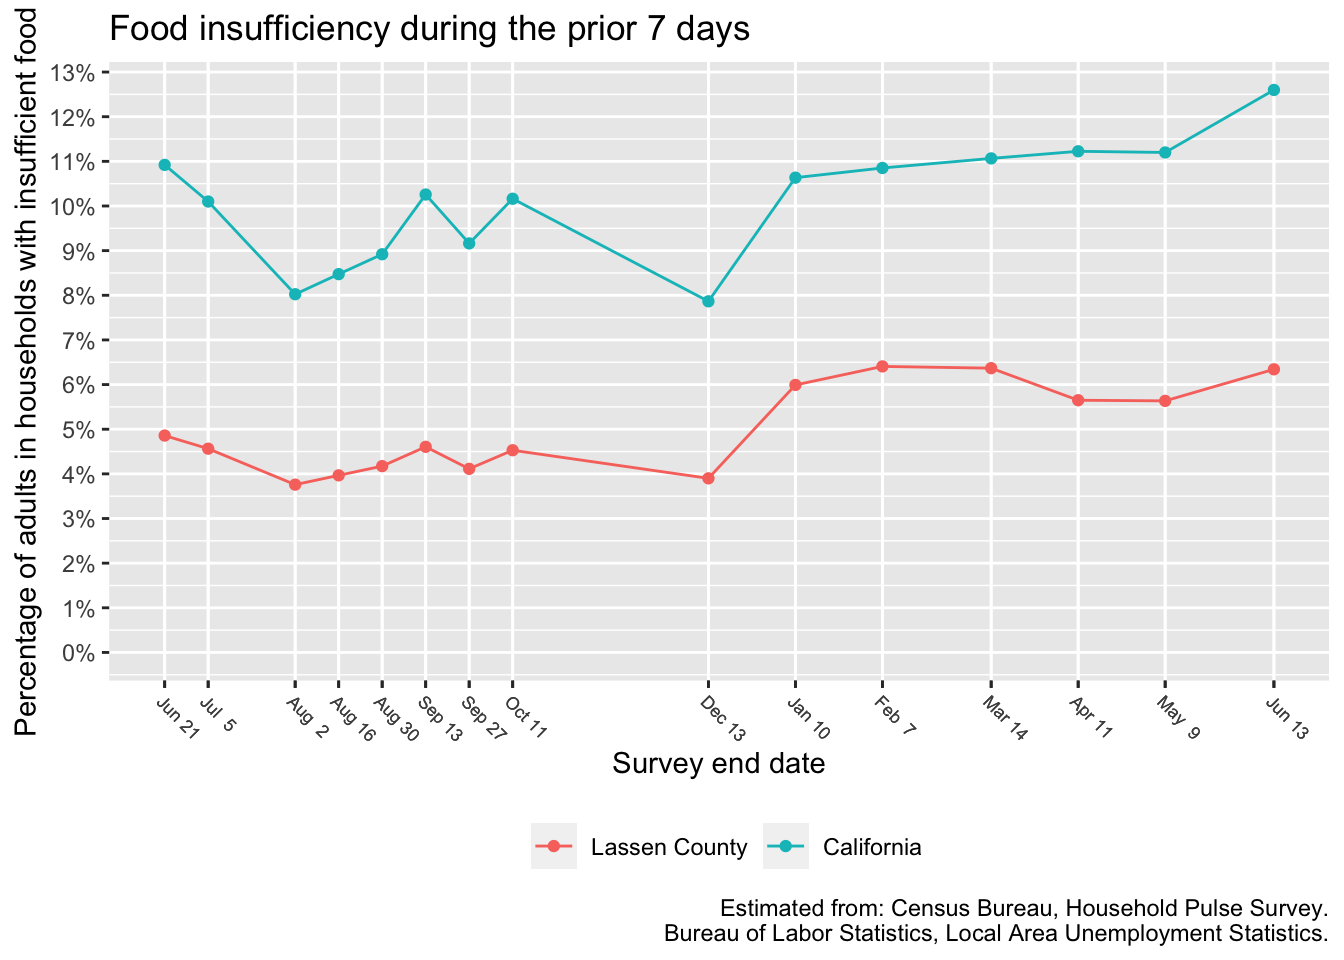 Food insufficiency during the prior 7 days
Percentage of adults in households with insufficient food
13%
12%
11%
10%
9%
8%
7%
6%
5%
4%
3%
2%
1%
0%
Jun 21
Jul 5
Aug 2
Aug 16
Aug 30
Sep 13
Sep 27
Oct 11
Dec 13
Jan 10
Feb 7
Mar 14
Apr 11
May 9
Jun 13
Survey end date
Lassen County
California
Estimated from: Census Bureau, Household Pulse Survey.
Bureau of Labor Statistics, Local Area Unemployment Statistics.